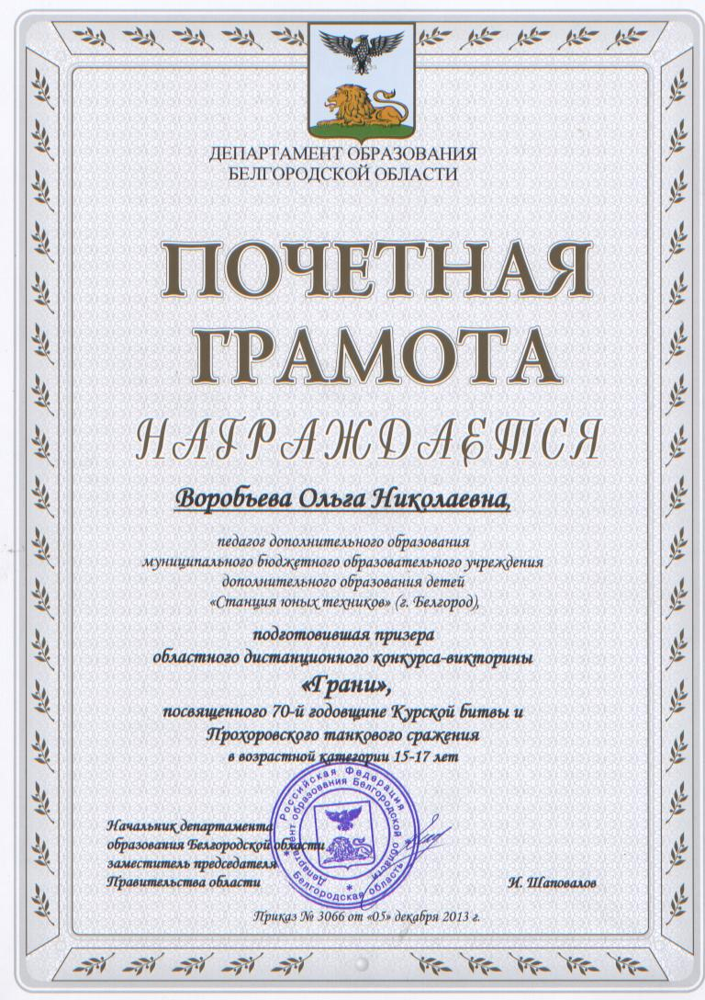 ДЕПАРТАМЕНТ ОБРАЗОВАНИЯ
БЕЛГОРОДСКОЙ ОБЛАСТИ
ПОЧЕТНАЯ
ГРАМОТА
НАГРАЖДАЕТСЯ
Воробьева Ольга Николаевна,
педагог дополнительного образования
муниципального бюджетного образовательного учреждения
дополнительного образования детей
«Станция юных техников» (г. Белгород),
подготовившая призера
областного дистанционного конкурса-викторины
«Грани»,
посвященного 70-й годовщине Курской битвы и
Прохоровского танкового сражения
в возрастной категории 15-17 лет
Российская Федерация
Белгородская область
Департамент образования Белгородской области
Начальник департамента
образования Белгородской области
заместитель председателя
Правительства области
И. Шаповалов
Приказ № 3066 от «05» декабря 2013 г.